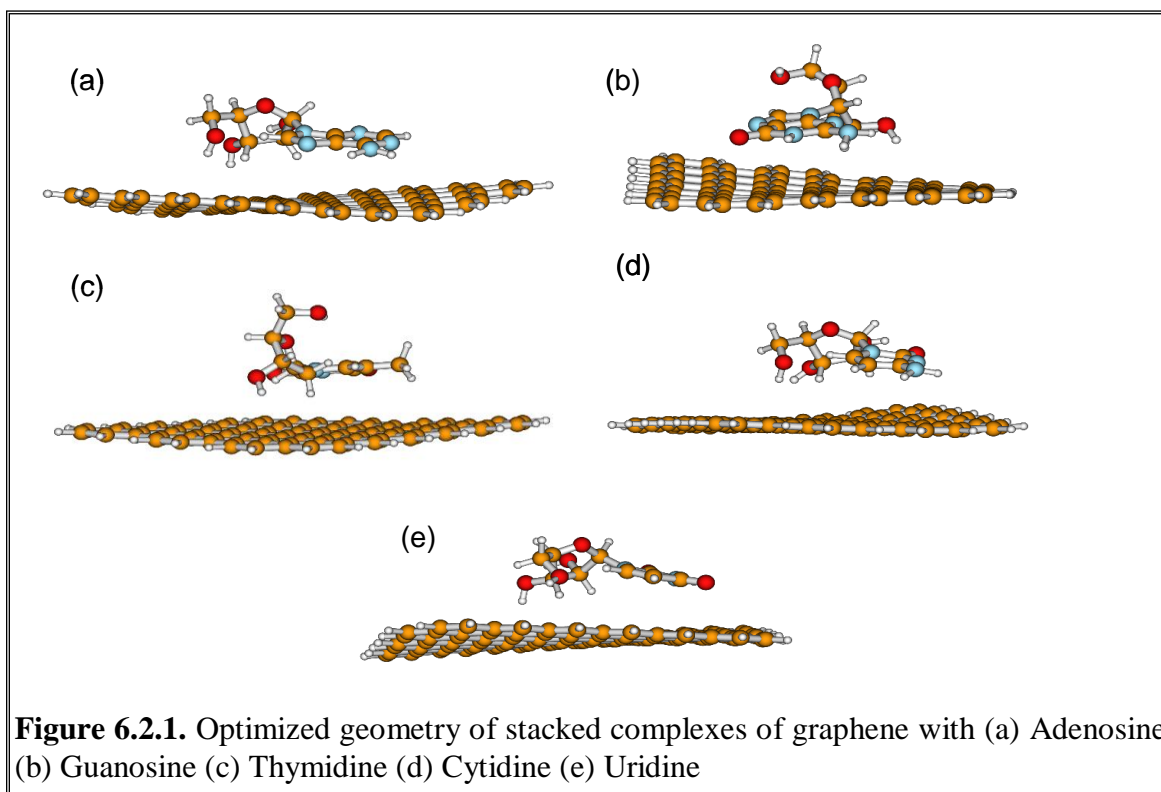 (a)
(b)
(c)
(d)
(e)
Figure 6.2.1. Optimized geometry of stacked complexes of graphene with (a) Adenosine
(b) Guanosine (c) Thymidine (d) Cytidine (e) Uridine